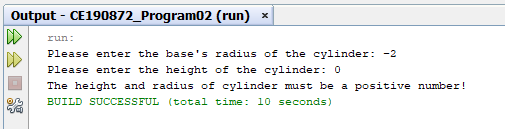 Output - CE190872_Program02 (run) ×
run:
Please enter the base's radius of the cylinder: -2
Please enter the height of the cylinder: 0
The height and radius of cylinder must be a positive number!
BUILD SUCCESSFUL (total time: 10 seconds)